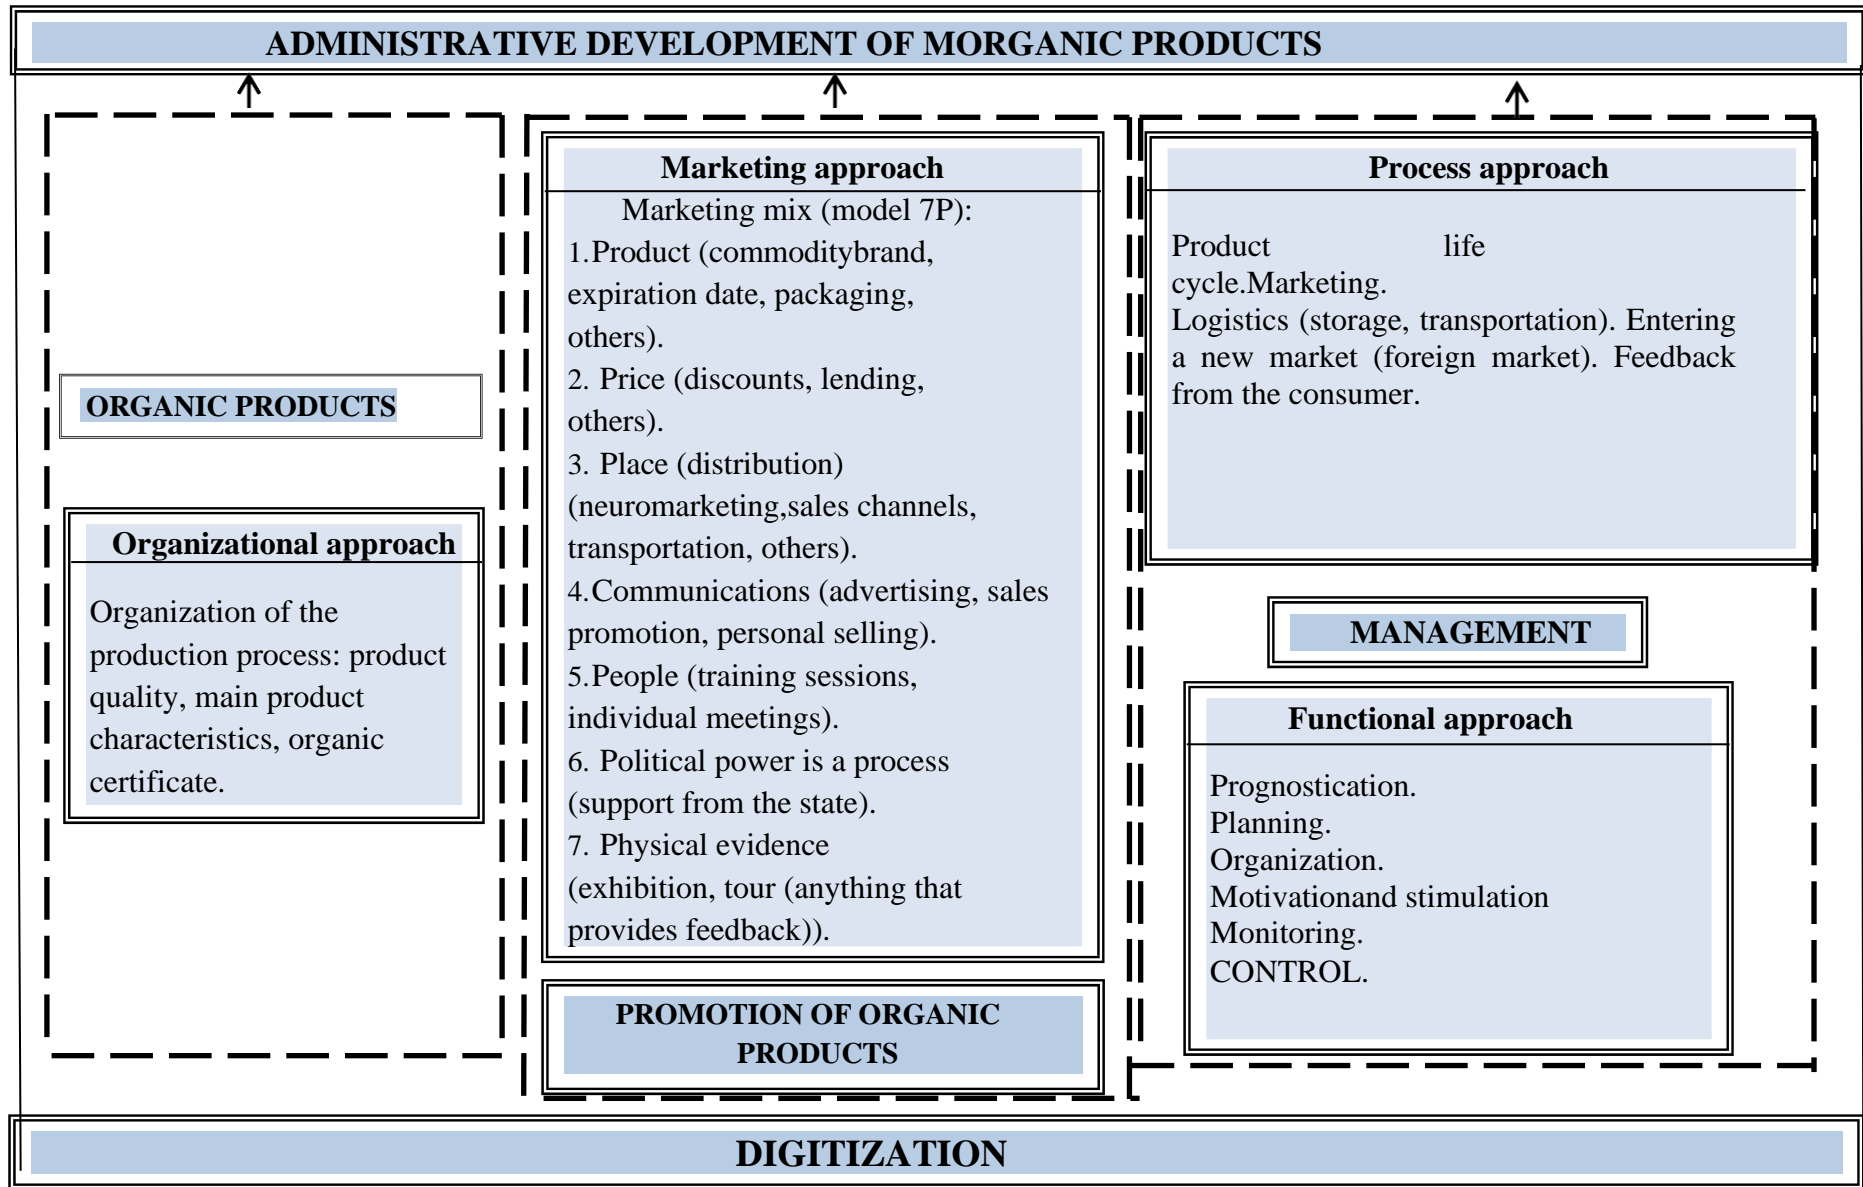 ADMINISTRATIVE DEVELOPMENT OF MORGANIC PRODUCTS
ORGANIC PRODUCTS
Organizational approach
Organization of the
production process: product
quality, main product
characteristics, organic
certificate.
Marketing approach
Marketing mix (model 7P):
1.Product (commoditybrand,
expiration date, packaging,
others).
2. Price (discounts, lending,
others).
3. Place (distribution)
(neuromarketing,sales channels,
transportation, others).
4.Communications (advertising, sales
promotion, personal selling).
5.People (training sessions,
individual meetings).
6. Political power is a process
(support from the state).
7. Physical evidence
(exhibition, tour (anything that
provides feedback)).
PROMOTION OF ORGANIC
PRODUCTS
Process approach
Product life
cycle.Marketing.
Logistics (storage, transportation). Entering
a new market (foreign market). Feedback
from the consumer.
MANAGEMENT
Functional approach
Prognostication.
Planning.
Organization.
Motivationand stimulation
Monitoring.
CONTROL.
DIGITIZATION